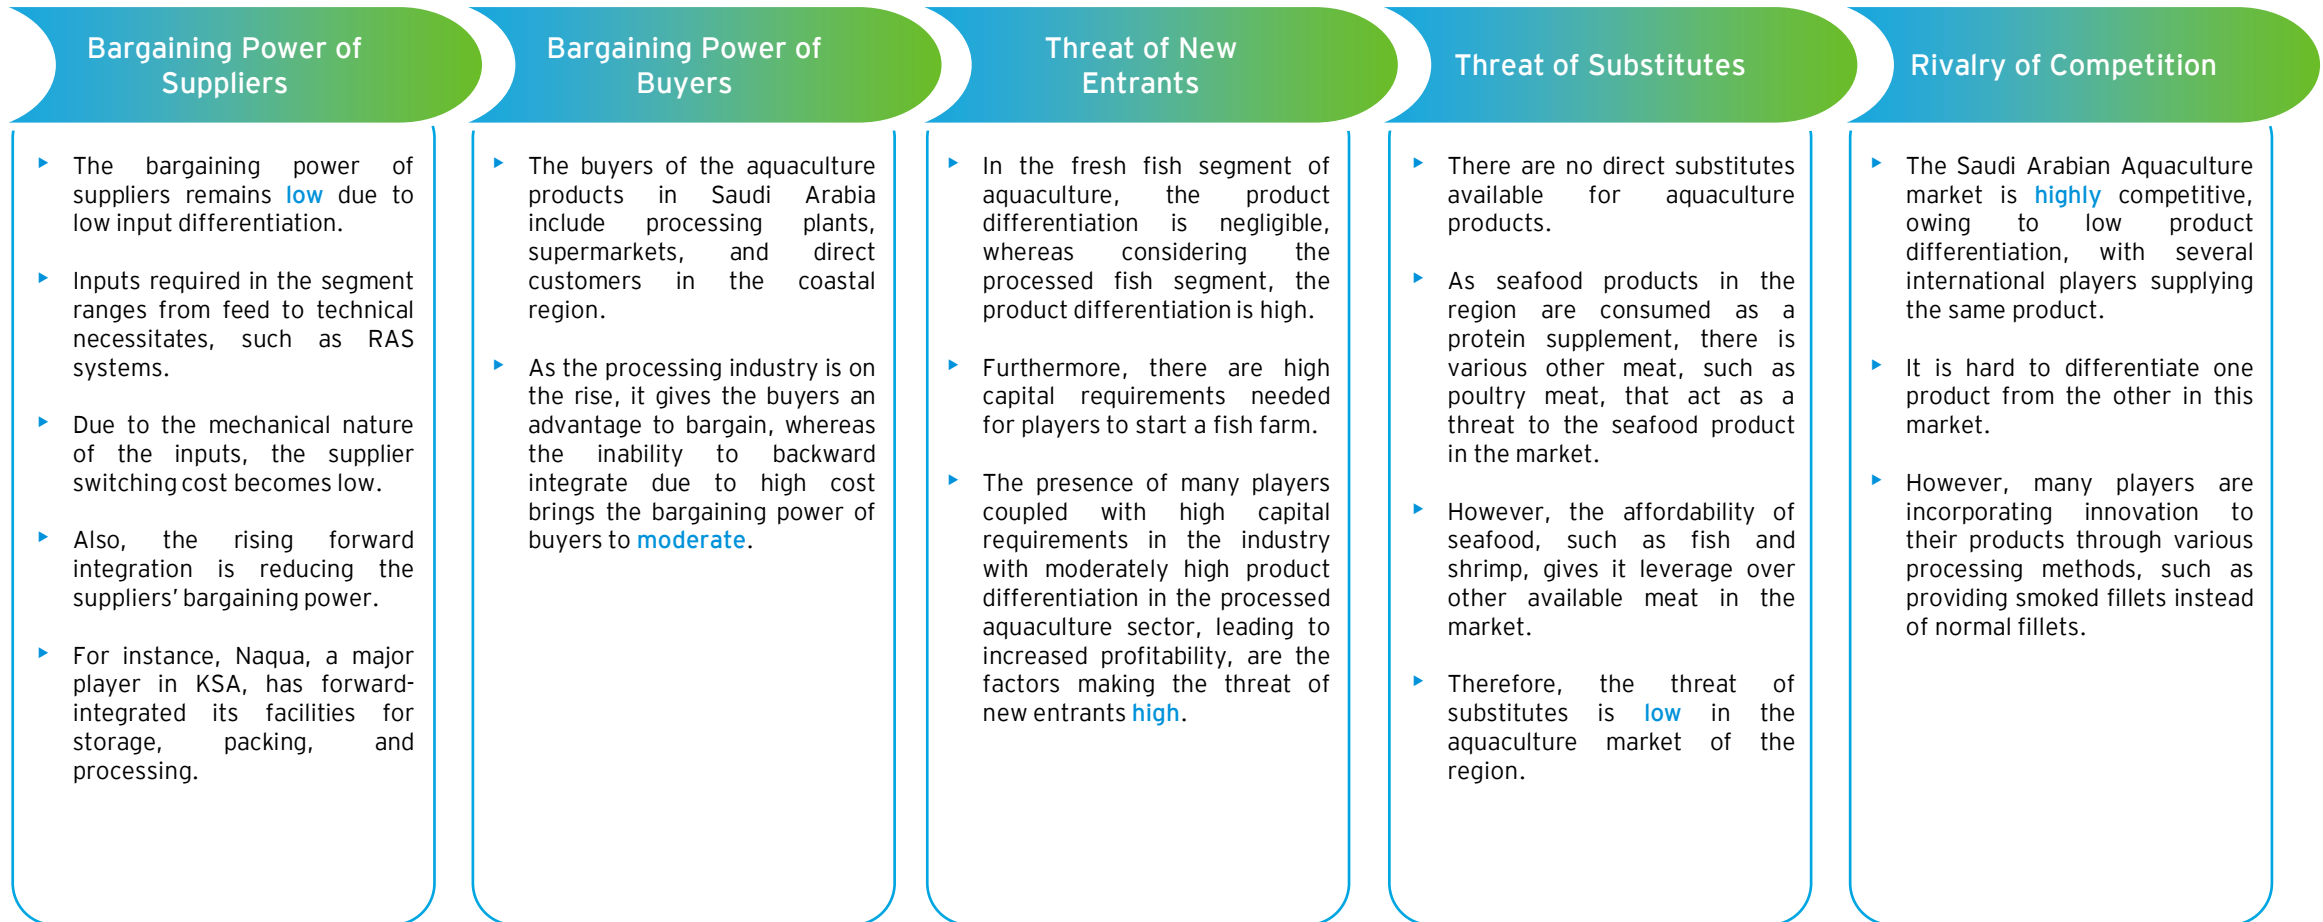 Bargaining Power of
Suppliers
The bargaining power of
suppliers remains low due to
low input differentiation.
Inputs required in the segment
ranges from feed to technical
necessitates, such as RAS
systems.
Due to the mechanical nature
of the inputs, the supplier
switching cost becomes low.
Also, the rising forward
integration is reducing the
suppliers' bargaining power.
For instance, Naqua, a major
player in KSA, has forward-
integrated its facilities for
storage, packing, and
processing.
Bargaining Power of
Buyers
The buyers of the aquaculture
products in Saudi Arabia
include processing plants,
supermarkets, and direct
customers in the coastal
region.
As the processing industry is on
the rise, it gives the buyers an
advantage to bargain, whereas
the inability to backward
integrate due to high cost
brings the bargaining power of
buyers to moderate.
Threat of New
Entrants
In the fresh fish segment of
aquaculture, the product
differentiation is negligible,
whereas considering the
processed fish segment, the
product differentiation is high.
Furthermore, there are high
capital requirements needed
for players to start a fish farm.
The presence of many players
coupled with high capital
requirements in the industry
with moderately high product
differentiation in the processed
aquaculture sector, leading to
increased profitability, are the
factors making the threat of
new entrants high.
Threat of Substitutes
There are no direct substitutes
available for aquaculture
products.
As seafood products in the
region are consumed as a
protein supplement, there is
various other meat, such as
poultry meat, that act as a
threat to the seafood product
in the market.
However, the affordability of
seafood, such as fish and
shrimp, gives it leverage over
other available meat in the
market.
Therefore, the threat of
substitutes is low in the
aquaculture market of the
region.
Rivalry of Competition
The Saudi Arabian Aquaculture
market is highly competitive,
owing to low product
differentiation, with several
international players supplying
the same product.
It is hard to differentiate one
product from the other in this
market.
However, many players are
incorporating innovation to
their products through various
processing methods, such as
providing smoked fillets instead
of normal fillets.